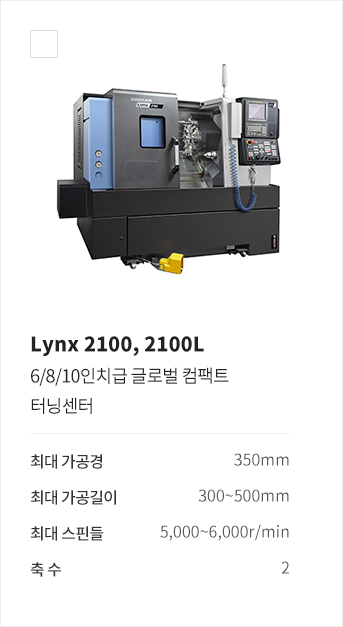 DOOSAN
Lynx
Lynx 2100, 2100L
6/8/10인치급 글로벌 컴팩트
터닝센터
최대 가공경 350mm
최대 가공길이 300~500mm
최대 스핀들 5,000~6,000r/min
축 수 2